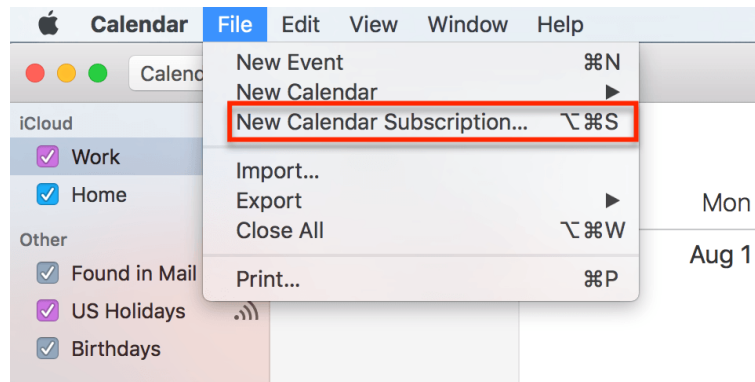 Calendar File Edit View Window Help
Calend
New Event ⌘N
New Calendar ▶
New Calendar Subscription... ⌥⌘S
Import...
Export ▶
Close All ⌥⌘W
Print... ⌘P
iCloud
Work
Home
Other
Found in Mail
US Holidays
Birthdays
Mon
Aug 1